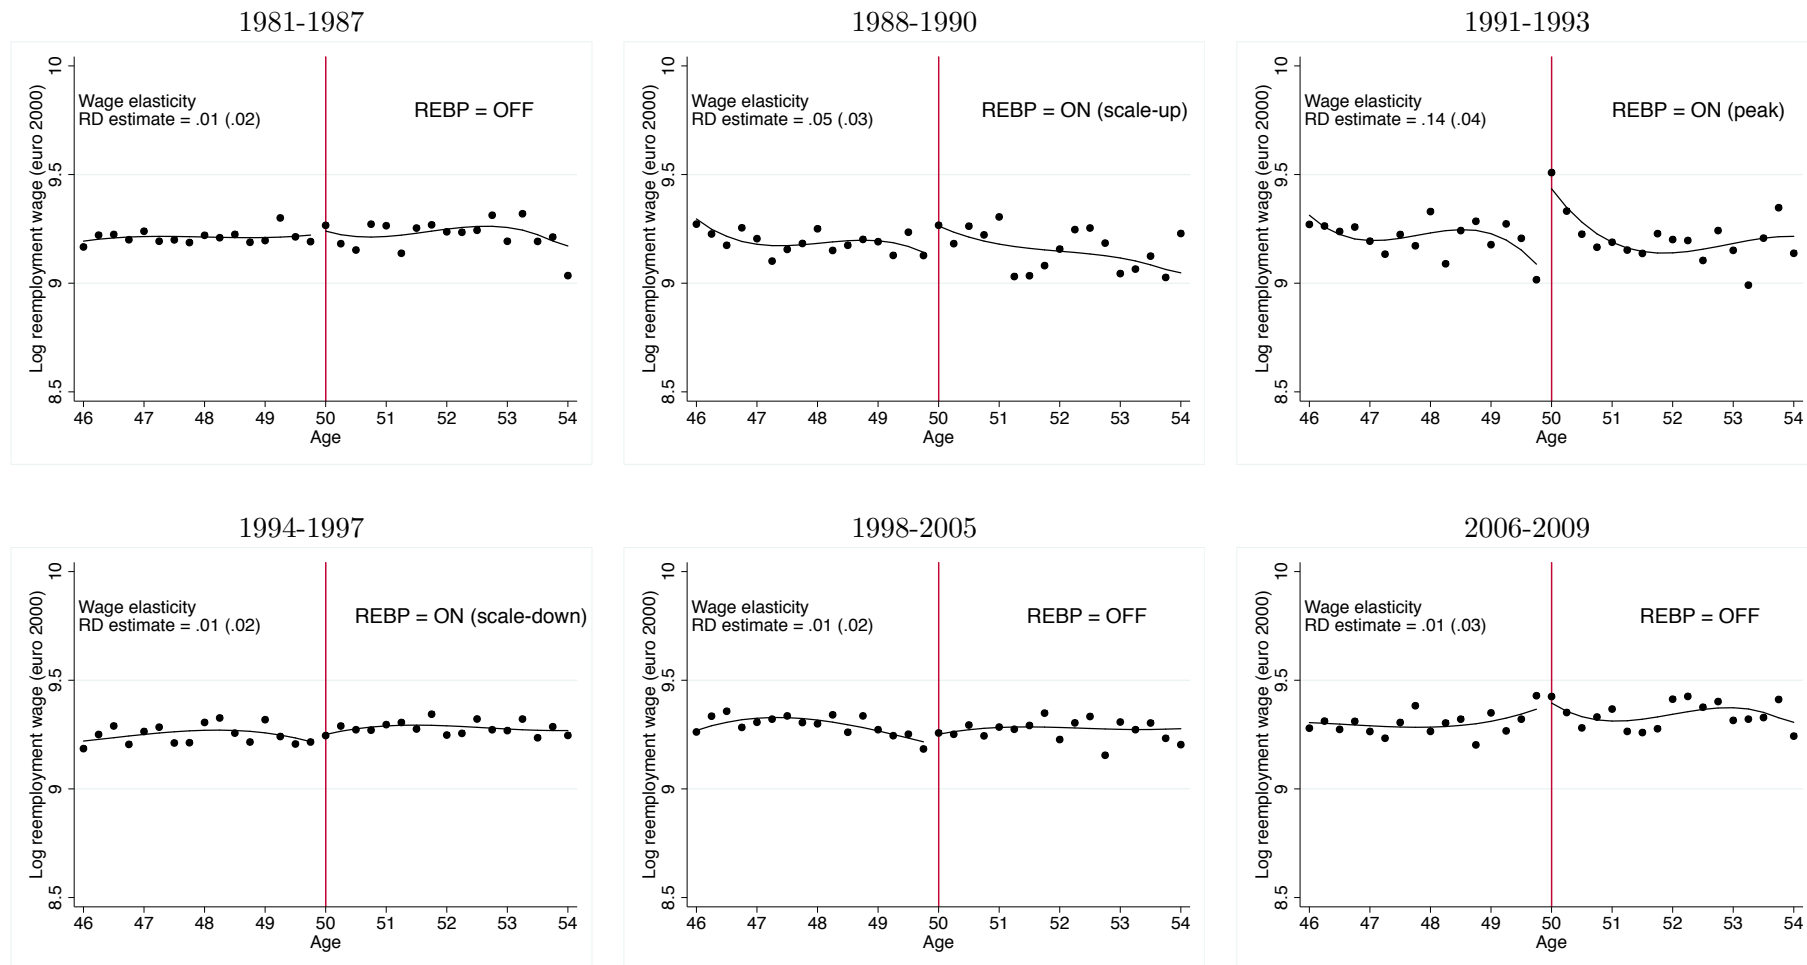 1981-1987
Log reemployment wage (euro 2000)
10
9.5
9
8.5
Wage elasticity
RD estimate = .01 (.02)
REBP = OFF
46 47 48 49 50 51 52 53 54
Age
1988-1990
Log reemployment wage (euro 2000)
10
9.5
9
8.5
Wage elasticity
RD estimate = .05 (.03)
REBP = ON (scale-up)
46 47 48 49 50 51 52 53 54
Age
1991-1993
Log reemployment wage (euro 2000)
10
9.5
9
8.5
Wage elasticity
RD estimate = .14 (.04)
REBP = ON (peak)
46 47 48 49 50 51 52 53 54
Age
1994-1997
Log reemployment wage (euro 2000)
10
9.5
9
8.5
Wage elasticity
RD estimate = .01 (.02)
REBP = ON (scale-down)
46 47 48 49 50 51 52 53 54
Age
1998-2005
Log reemployment wage (euro 2000)
10
9.5
9
8.5
Wage elasticity
RD estimate = .01 (.02)
REBP = OFF
46 47 48 49 50 51 52 53 54
Age
2006-2009
Log reemployment wage (euro 2000)
10
9.5
9
8.5
Wage elasticity
RD estimate = .01 (.03)
REBP = OFF
46 47 48 49 50 51 52 53 54
Age